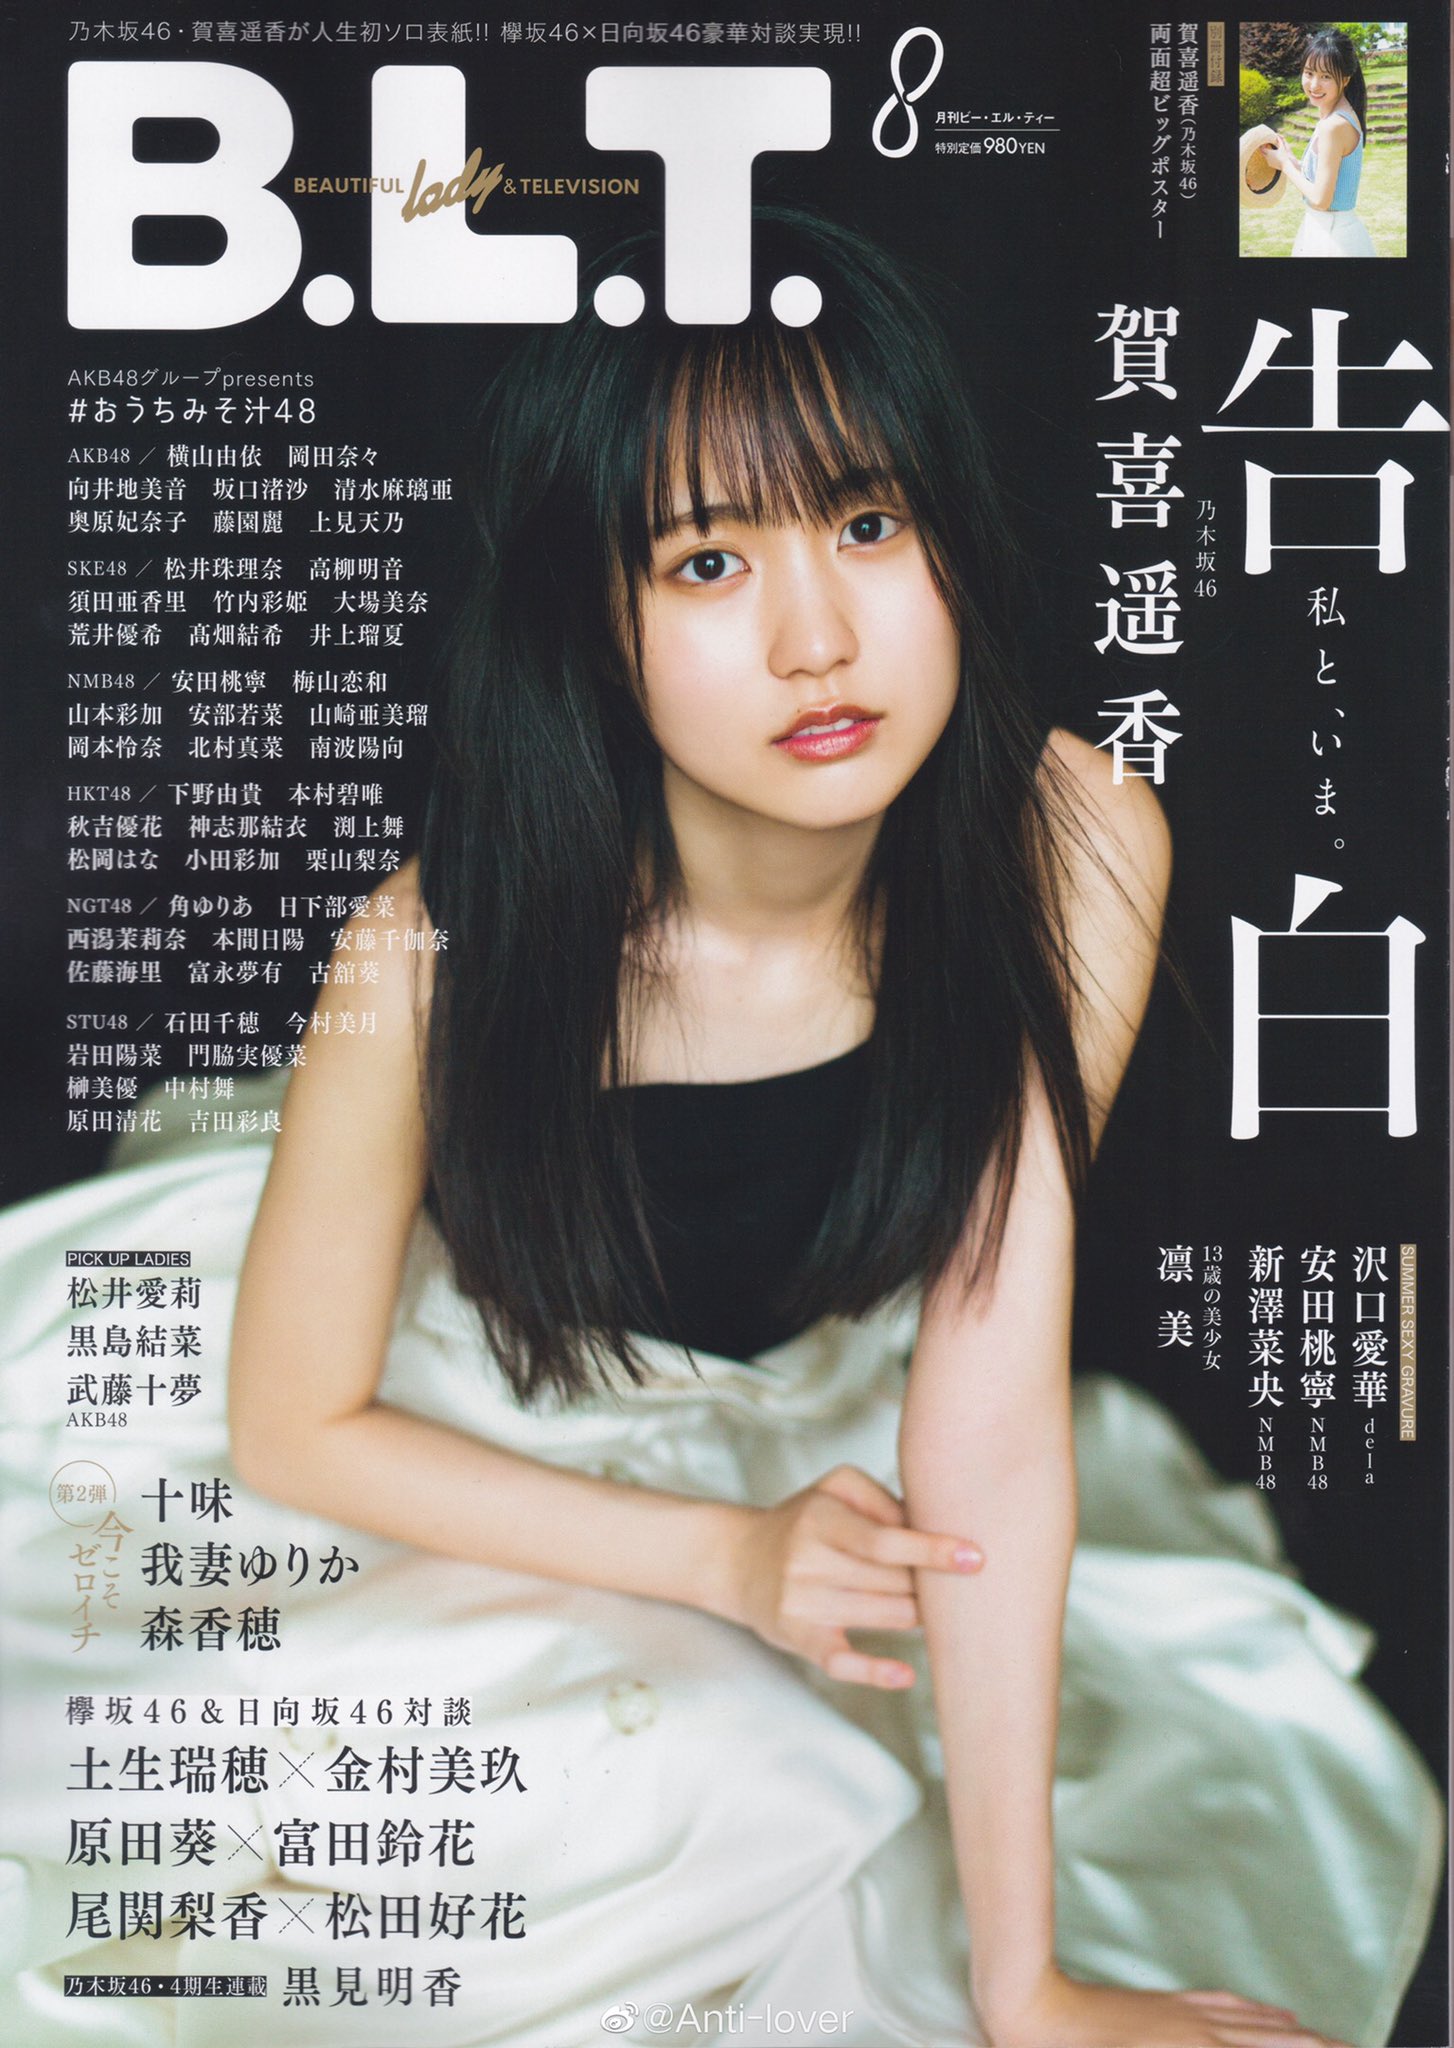 乃木坂46・賀喜遥香が人生初ソロ表紙!! 欅坂46×日向坂46豪華対談実現!!
B.L.T.
BEAUTIFUL lady & TELEVISION
8
月刊ビー・エル・ティー
特別定価980YEN
別冊付録
賀喜遥香(乃木坂46)
両面超ビッグポスター
告白
私と、いま。
乃木坂46
賀喜遥香
AKB48グループpresents
#おうちみそ汁48
AKB48／横山由依 岡田奈々
向井地美音 坂口渚沙 清水麻璃亜
奥原妃奈子 藤園麗 上見天乃
SKE48／松井珠理奈 高柳明音
須田亜香里 竹内彩姫 大場美奈
荒井優希 髙畑結希 井上瑠夏
NMB48／安田桃寧 梅山恋和
山本彩加 安部若菜 山崎亜美瑠
岡本怜奈 北村真菜 南波陽向
HKT48／下野由貴 本村碧唯
秋吉優花 神志那結衣 渕上舞
松岡はな 小田彩加 栗山梨奈
NGT48／角ゆりあ 日下部愛菜
西潟茉莉奈 本間日陽 安藤千伽奈
佐藤海里 富永夢有 古舘葵
STU48／石田千穂 今村美月
岩田陽菜 門脇実優菜
榊美優 中村舞
原田清花 吉田彩良
SUMMER SEXY GRAVURE
沢口愛華 dela
安田桃寧 NMB48
新澤菜央 NMB48
13歳の美少女
凛美
PICK UP LADIES
松井愛莉
黒島結菜
武藤十夢
AKB48
第2弾
今こそ
ゼロイチ
十味
我妻ゆりか
森香穂
欅坂46&日向坂46対談
土生瑞穂×金村美玖
原田葵×富田鈴花
尾関梨香×松田好花
乃木坂46・4期生連載 黒見明香
@Anti-lover